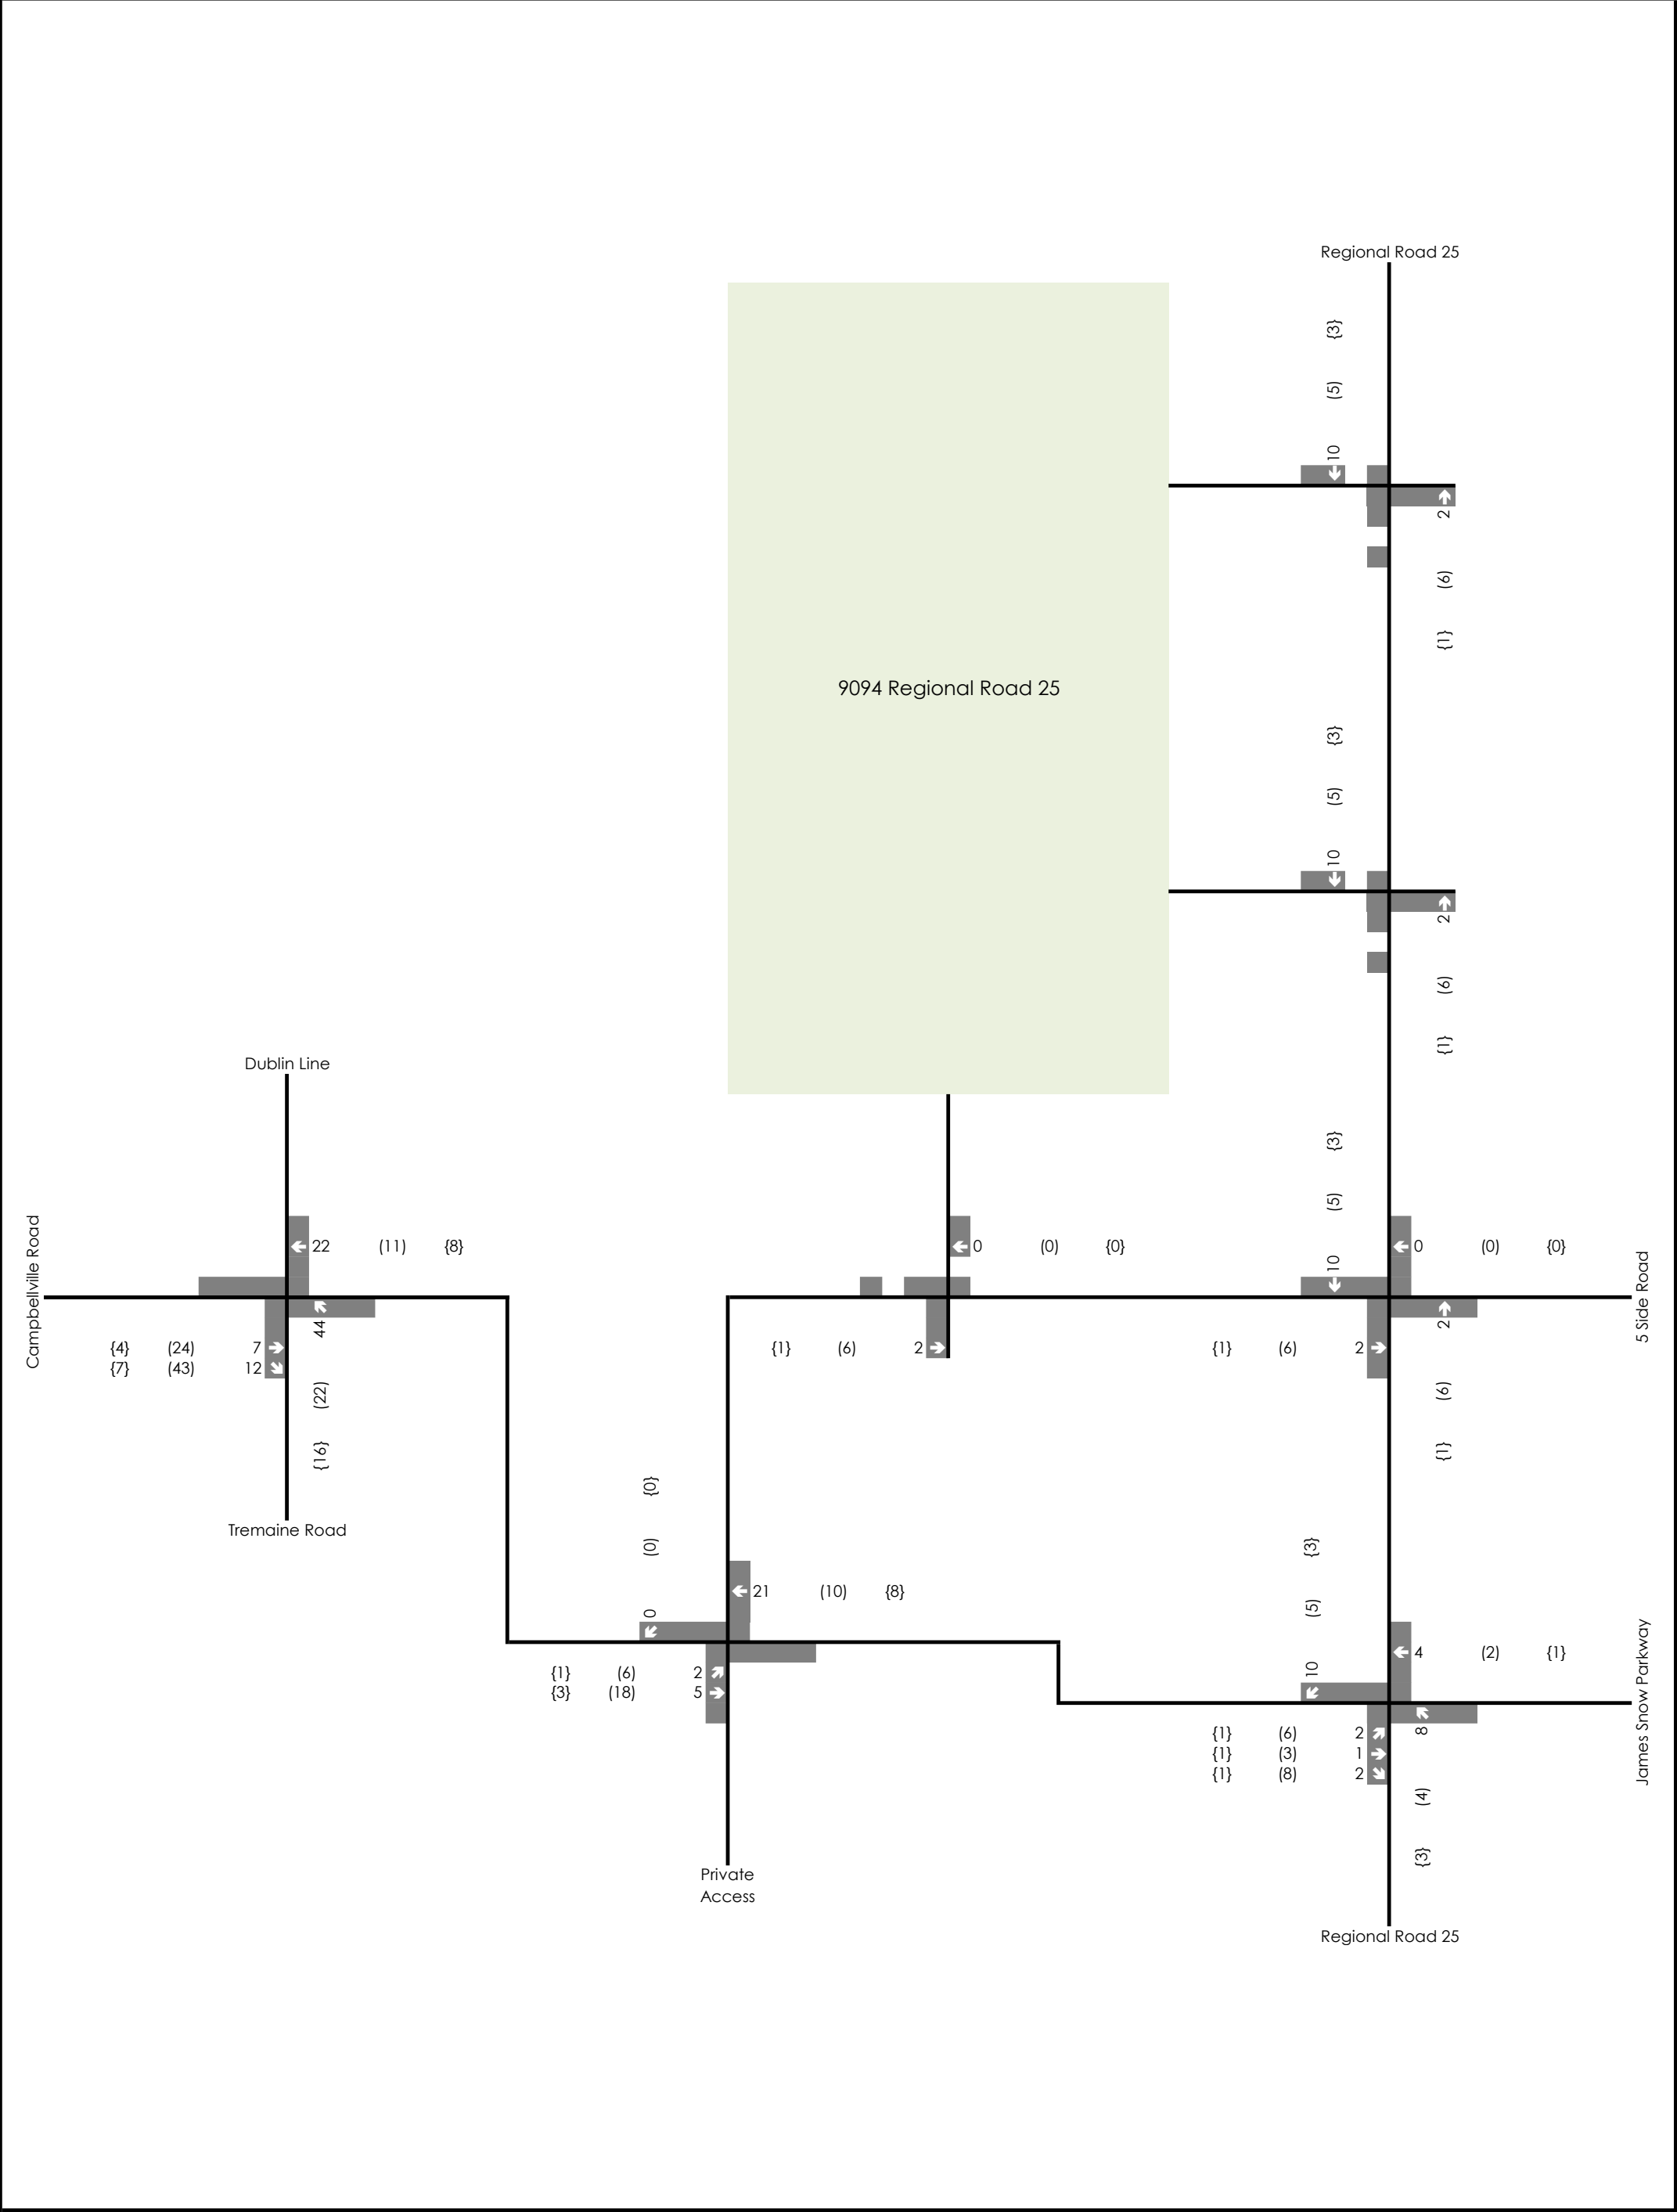 Regional Road 25
{3}
(5)
10
2
(6)
{1}
9094 Regional Road 25
{3}
(5)
10
2
(6)
{1}
Dublin Line
Campbellville Road
22 (11) {8}
44
(22)
{16}
{4} (24) 7
{7} (43) 12
Tremaine Road
0 (0) {0}
{1} (6) 2
{3}
(5)
10
0 (0) {0}
5 Side Road
{1} (6) 2
2
(6)
{1}
{0}
(0)
0
21 (10) {8}
{1} (6) 2
{3} (18) 5
Private
Access
{3}
(5)
10
4 (2) {1}
James Snow Parkway
{1} (6) 2
{1} (3) 1
{1} (8) 2
8
(4)
{3}
Regional Road 25